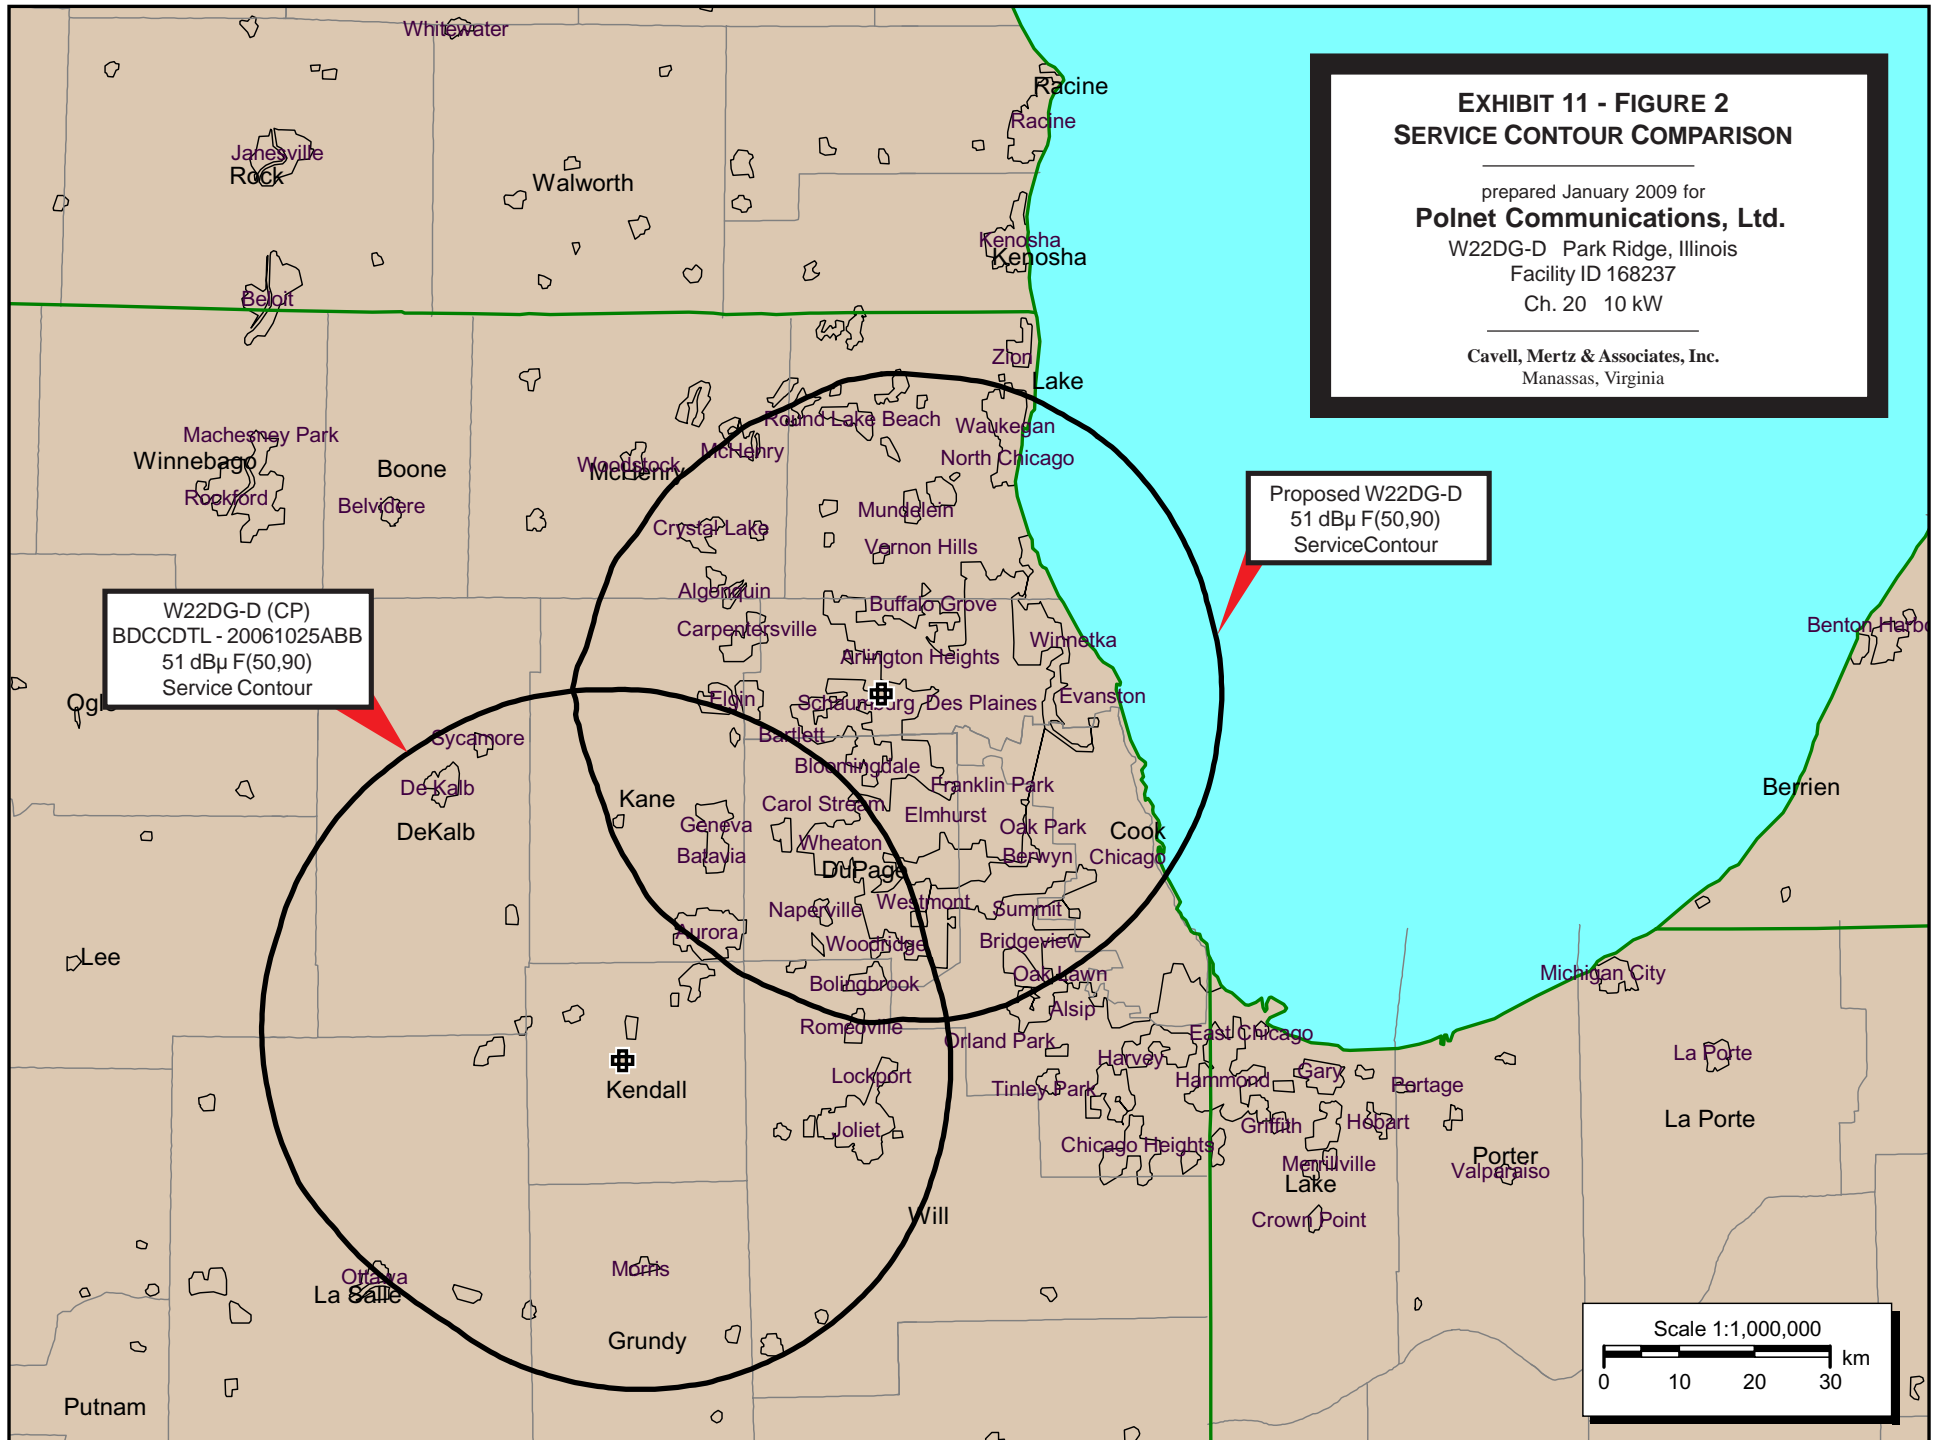 Whitewater
Racine
Racine
Janesville
Rock
Walworth
Kenosha
Kenosha
Beloit
EXHIBIT 11 - FIGURE 2
SERVICE CONTOUR COMPARISON
prepared January 2009 for
Polnet Communications, Ltd.
W22DG-D Park Ridge, Illinois
Facility ID 168237
Ch. 20 10 kW
Cavell, Mertz & Associates, Inc.
Manassas, Virginia
Zion
Lake
Round Lake Beach
Waukegan
Machesney Park
Winnebago
Boone
Woodstock
McHenry
McHenry
North Chicago
Rockford
Belvidere
Mundelein
Crystal Lake
Vernon Hills
Proposed W22DG-D
51 dBµ F(50,90)
ServiceContour
Algonquin
Buffalo Grove
Carpentersville
Winnetka
Arlington Heights
W22DG-D (CP)
BDCCDTL - 20061025ABB
51 dBµ F(50,90)
Service Contour
Benton Harbo
Elgin
Schaumburg
Des Plaines
Evanston
Sycamore
Bartlett
Bloomingdale
De Kalb
Franklin Park
Berrien
Kane
Carol Stream
Elmhurst
DeKalb
Geneva
Oak Park
Cook
Wheaton
Batavia
Berwyn
Chicago
DuPage
Naperville
Westmont
Summit
Aurora
Woodridge
Bridgeview
Lee
Oak Lawn
Michigan City
Bolingbrook
Alsip
Romeoville
Orland Park
East Chicago
Harvey
La Porte
Kendall
Lockport
Tinley Park
Hammond
Gary
Portage
Joliet
Griffith
Hobart
La Porte
Chicago Heights
Merrillville
Lake
Porter
Valparaiso
Will
Crown Point
Morris
Ottawa
La Salle
Grundy
Putnam
Scale 1:1,000,000
km
0 10 20 30